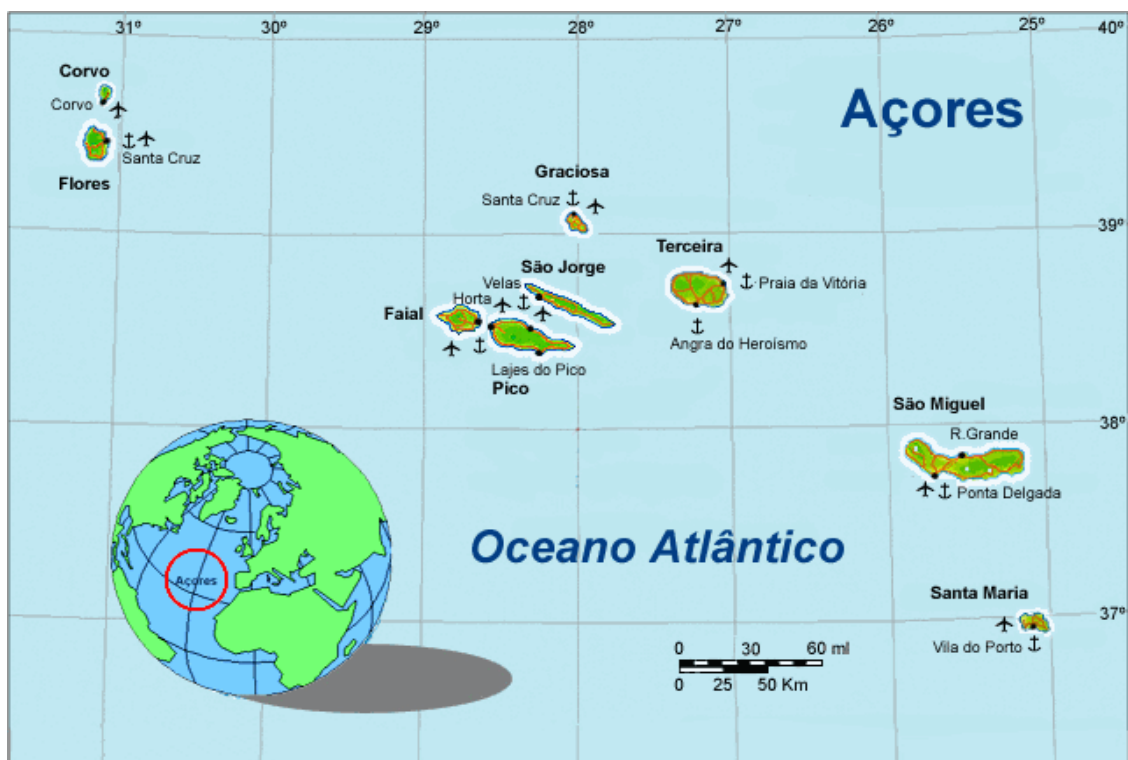 31º
30º
29º
28º
27º
26º
25º
40º
Corvo
Corvo
Santa Cruz
Flores
Açores
Graciosa
Santa Cruz
39º
Terceira
São Jorge
Velas
Horta
Praia da Vitória
Faial
Angra do Heroísmo
Lajes do Pico
Pico
São Miguel
38º
R.Grande
Ponta Delgada
Oceano Atlântico
Açores
Santa Maria
37º
Vila do Porto
0 30 60 ml
0 25 50 Km